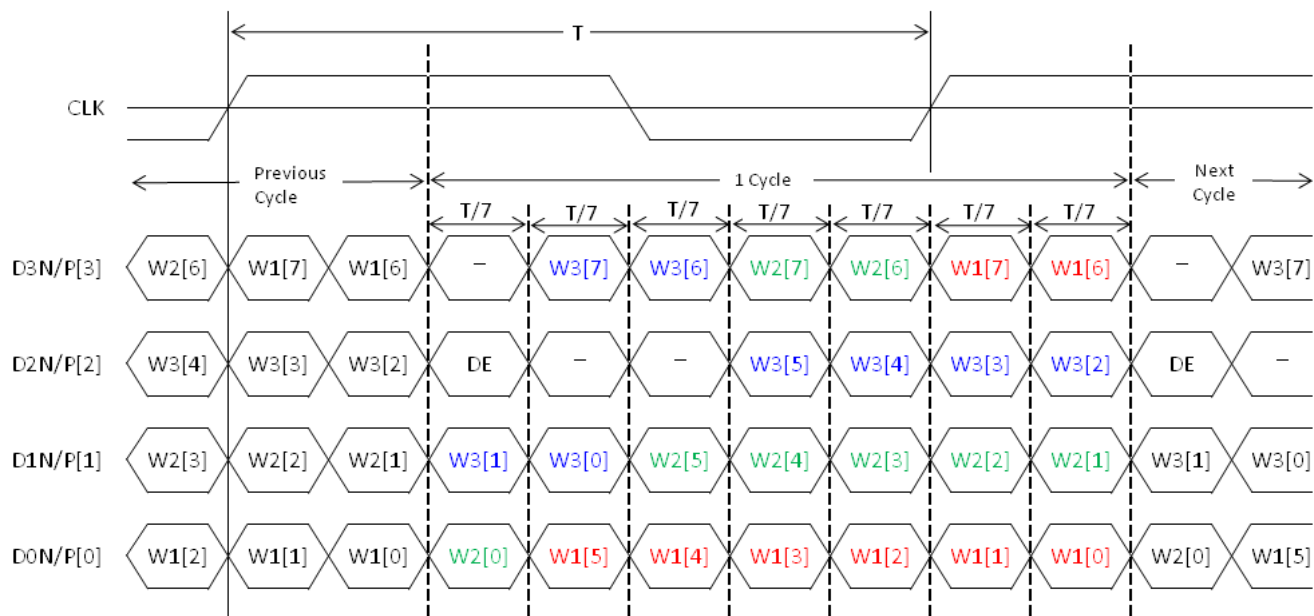 T
CLK
Previous Cycle
1 Cycle
Next Cycle
T/7 T/7 T/7 T/7 T/7 T/7 T/7
D3N/P[3] W2[6] W1[7] W1[6] – W3[7] W3[6] W2[7] W2[6] W1[7] W1[6] – W3[7]
D2N/P[2] W3[4] W3[3] W3[2] DE – – W3[5] W3[4] W3[3] W3[2] DE –
D1N/P[1] W2[3] W2[2] W2[1] W3[1] W3[0] W2[5] W2[4] W2[3] W2[2] W2[1] W3[1] W3[0]
D0N/P[0] W1[2] W1[1] W1[0] W2[0] W1[5] W1[4] W1[3] W1[2] W1[1] W1[0] W2[0] W1[5]